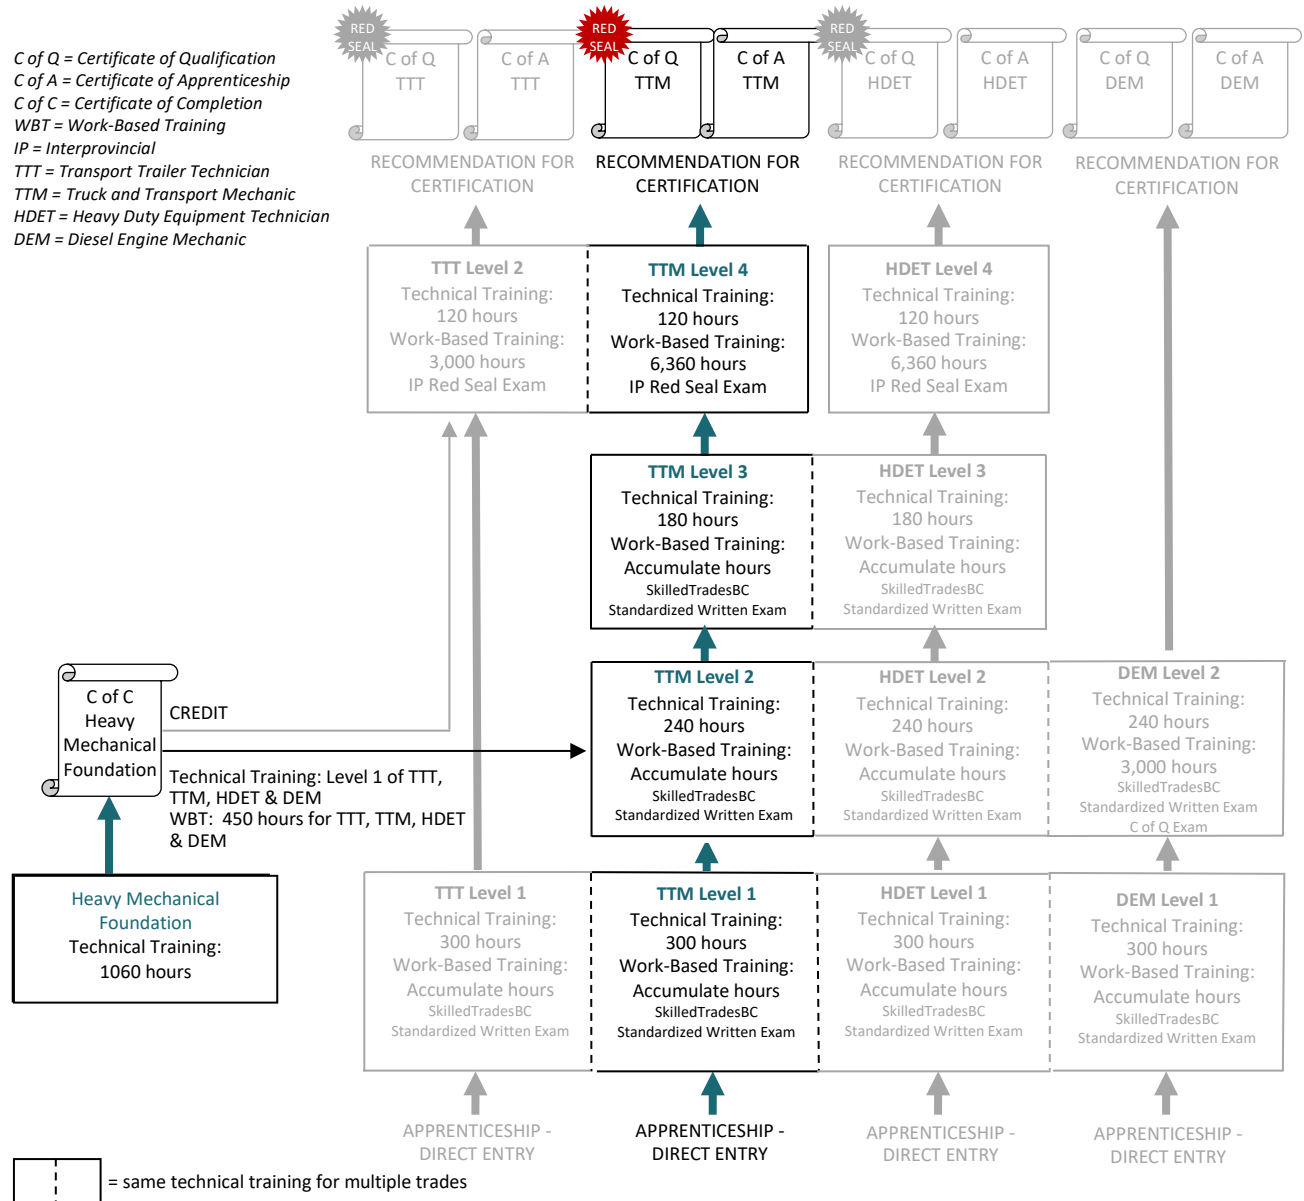 C of Q = Certificate of Qualification
C of A = Certificate of Apprenticeship
C of C = Certificate of Completion
WBT = Work-Based Training
IP = Interprovincial
TTT = Transport Trailer Technician
TTM = Truck and Transport Mechanic
HDET = Heavy Duty Equipment Technician
DEM = Diesel Engine Mechanic
RED
SEAL
C of Q
TTT
C of A
TTT
RECOMMENDATION FOR
CERTIFICATION
RED
SEAL
C of Q
TTM
C of A
TTM
RECOMMENDATION FOR
CERTIFICATION
RED
SEAL
C of Q
HDET
C of A
HDET
RECOMMENDATION FOR
CERTIFICATION
C of Q
DEM
C of A
DEM
RECOMMENDATION FOR
CERTIFICATION
TTT Level 2
Technical Training:
120 hours
Work-Based Training:
3,000 hours
IP Red Seal Exam
TTM Level 4
Technical Training:
120 hours
Work-Based Training:
6,360 hours
IP Red Seal Exam
HDET Level 4
Technical Training:
120 hours
Work-Based Training:
6,360 hours
IP Red Seal Exam
TTM Level 3
Technical Training:
180 hours
Work-Based Training:
Accumulate hours
SkilledTradesBC
Standardized Written Exam
HDET Level 3
Technical Training:
180 hours
Work-Based Training:
Accumulate hours
SkilledTradesBC
Standardized Written Exam
C of C
Heavy
Mechanical
Foundation
CREDIT
Technical Training: Level 1 of TTT,
TTM, HDET & DEM
WBT: 450 hours for TTT, TTM, HDET
& DEM
TTM Level 2
Technical Training:
240 hours
Work-Based Training:
Accumulate hours
SkilledTradesBC
Standardized Written Exam
HDET Level 2
Technical Training:
240 hours
Work-Based Training:
Accumulate hours
SkilledTradesBC
Standardized Written Exam
DEM Level 2
Technical Training:
240 hours
Work-Based Training:
3,000 hours
SkilledTradesBC
Standardized Written Exam
C of Q Exam
Heavy Mechanical
Foundation
Technical Training:
1060 hours
TTT Level 1
Technical Training:
300 hours
Work-Based Training:
Accumulate hours
SkilledTradesBC
Standardized Written Exam
TTM Level 1
Technical Training:
300 hours
Work-Based Training:
Accumulate hours
SkilledTradesBC
Standardized Written Exam
HDET Level 1
Technical Training:
300 hours
Work-Based Training:
Accumulate hours
SkilledTradesBC
Standardized Written Exam
DEM Level 1
Technical Training:
300 hours
Work-Based Training:
Accumulate hours
SkilledTradesBC
Standardized Written Exam
APPRENTICESHIP -
DIRECT ENTRY
APPRENTICESHIP -
DIRECT ENTRY
APPRENTICESHIP -
DIRECT ENTRY
APPRENTICESHIP -
DIRECT ENTRY
= same technical training for multiple trades